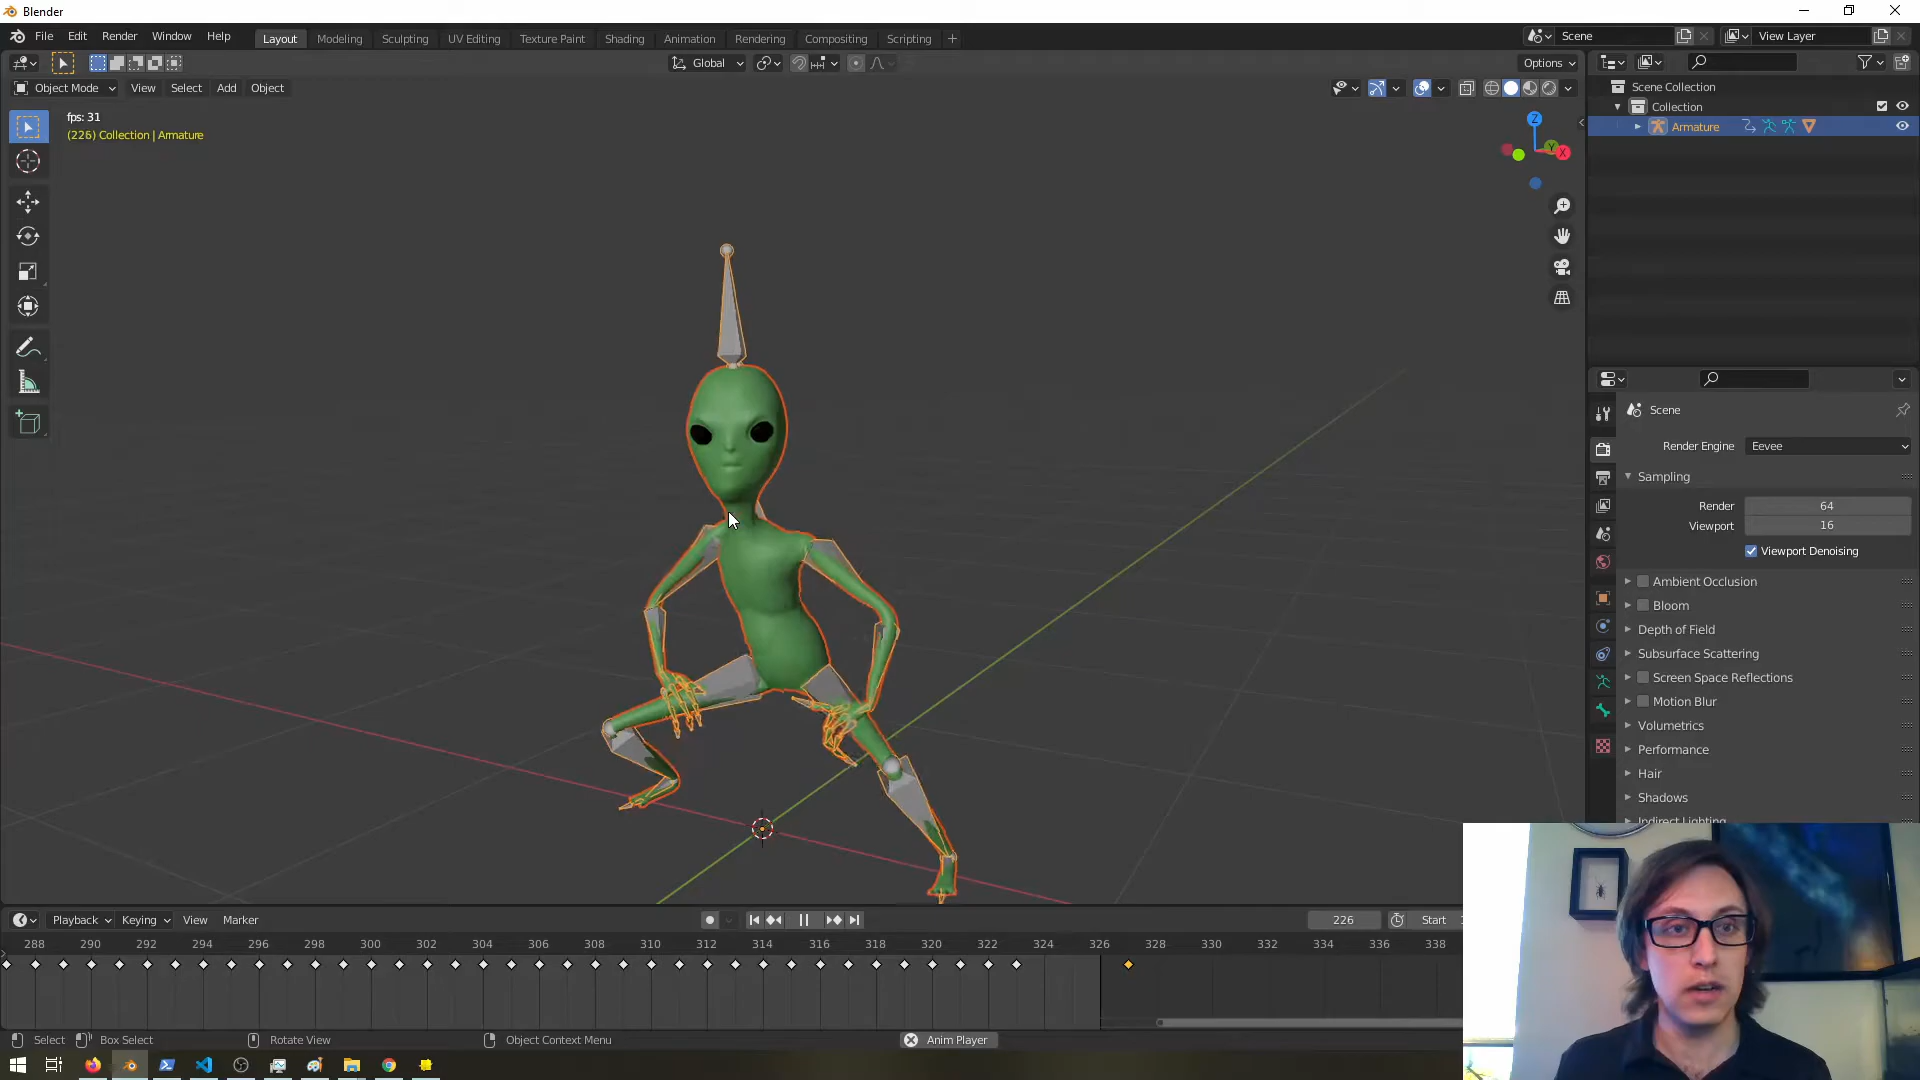 Blender
File Edit Render Window Help
Layout Modeling Sculpting UV Editing Texture Paint Shading Animation Rendering Compositing Scripting +
Scene
View Layer
Global
Options
Object Mode View Select Add Object
fps: 31
(226) Collection | Armature
Z
Y
X
Scene Collection
Collection
Armature
Scene
Render Engine Eevee
Sampling
Render 64
Viewport 16
Viewport Denoising
Ambient Occlusion
Bloom
Depth of Field
Subsurface Scattering
Screen Space Reflections
Motion Blur
Volumetrics
Performance
Hair
Shadows
Indirect Lighting
Playback Keying View Marker
226
Start
288 290 292 294 296 298 300 302 304 306 308 310 312 314 316 318 320 322 324 326 328 330 332 334 336 338
Select Box Select Rotate View Object Context Menu Anim Player